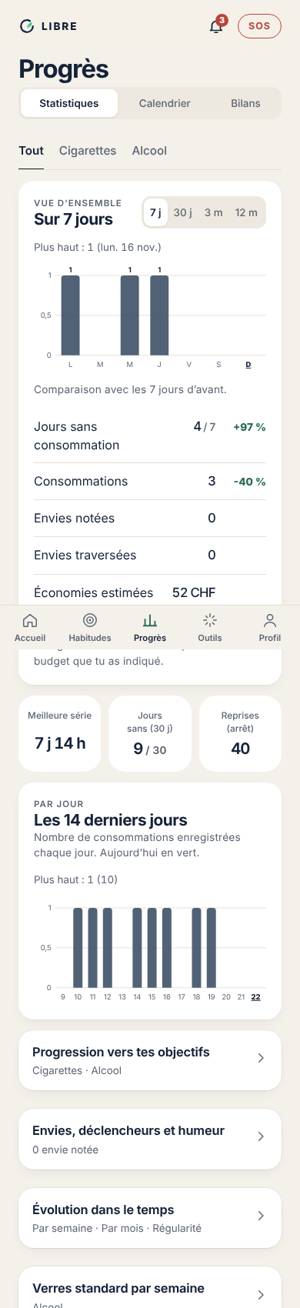 LIBRE
3
SOS
Progrès
Statistiques Calendrier Bilans
Tout Cigarettes Alcool
VUE D'ENSEMBLE
Sur 7 jours
7 j 30 j 3 m 12 m
Plus haut : 1 (lun. 16 nov.)
1 1 1
1
0,5
0
L M M J V S D
Comparaison avec les 7 jours d'avant.
Jours sans
consommation
4 / 7 +97 %
Consommations 3 -40 %
Envies notées 0
Envies traversées 0
Économies estimées 52 CHF
Accueil Habitudes Progrès Outils Profil
budget que tu as indiqué.
Meilleure série
7 j 14 h
Jours
sans (30 j)
9 / 30
Reprises
(arrêt)
40
PAR JOUR
Les 14 derniers jours
Nombre de consommations enregistrées
chaque jour. Aujourd'hui en vert.
Plus haut : 1 (10)
1
0,5
0
9 10 11 12 13 14 15 16 17 18 19 20 21 22
Progression vers tes objectifs
Cigarettes · Alcool
Envies, déclencheurs et humeur
0 envie notée
Évolution dans le temps
Par semaine · Par mois · Régularité
Verres standard par semaine
Alcool